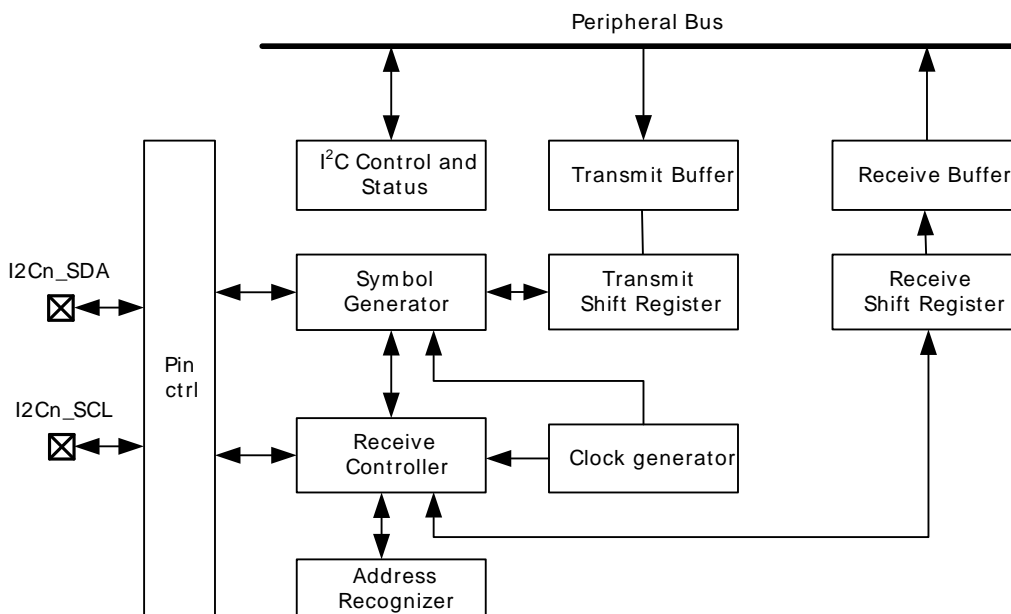 Peripheral Bus
I²C Control and
Status
Transmit Buffer
Receive Buffer
I2Cn_SDA
Symbol
Generator
Transmit
Shift Register
Receive
Shift Register
Pin
ctrl
I2Cn_SCL
Receive
Controller
Clock generator
Address
Recognizer